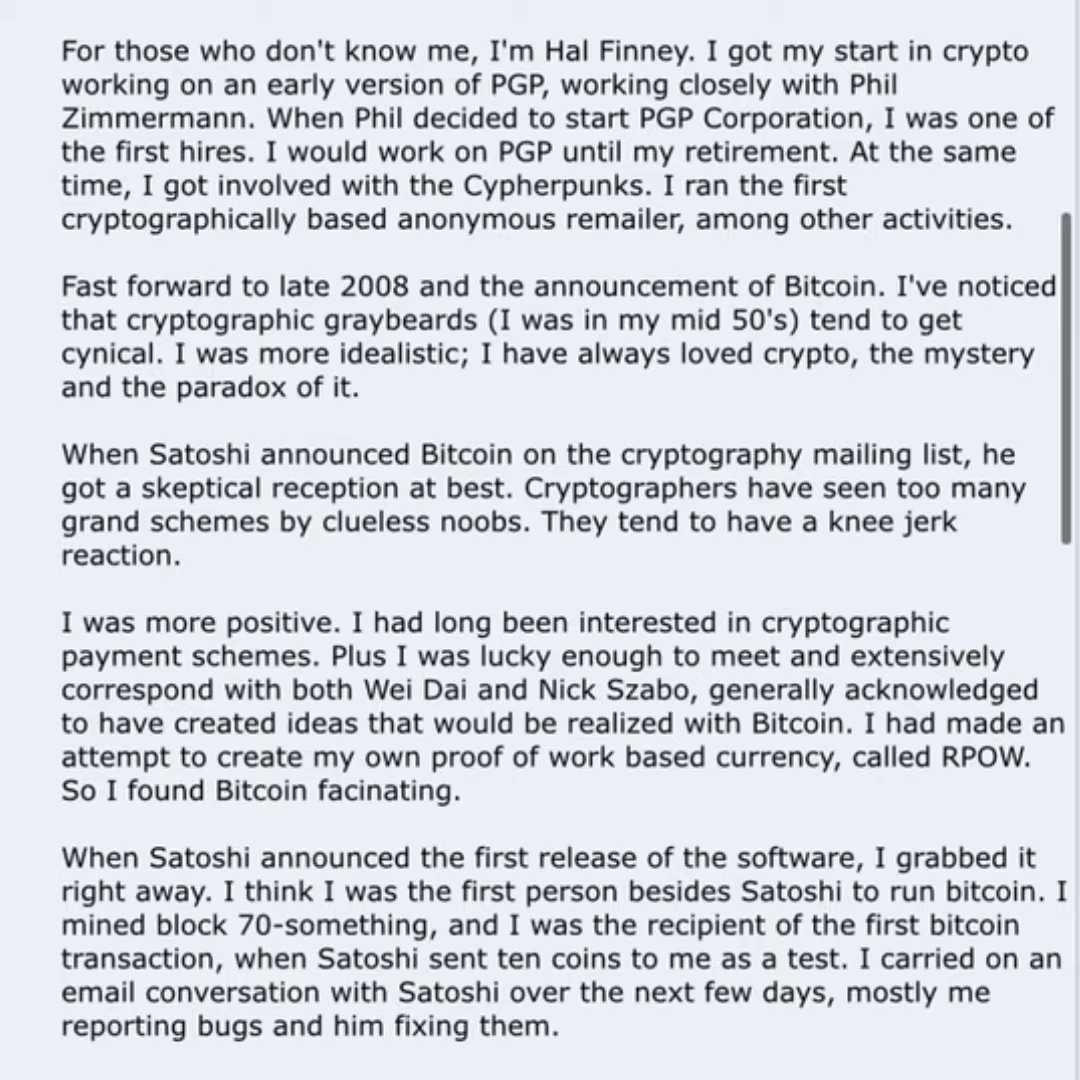 For those who don't know me, I'm Hal Finney. I got my start in crypto
working on an early version of PGP, working closely with Phil
Zimmermann. When Phil decided to start PGP Corporation, I was one of
the first hires. I would work on PGP until my retirement. At the same
time, I got involved with the Cypherpunks. I ran the first
cryptographically based anonymous remailer, among other activities.
Fast forward to late 2008 and the announcement of Bitcoin. I've noticed
that cryptographic graybeards (I was in my mid 50's) tend to get
cynical. I was more idealistic; I have always loved crypto, the mystery
and the paradox of it.
When Satoshi announced Bitcoin on the cryptography mailing list, he
got a skeptical reception at best. Cryptographers have seen too many
grand schemes by clueless noobs. They tend to have a knee jerk
reaction.
I was more positive. I had long been interested in cryptographic
payment schemes. Plus I was lucky enough to meet and extensively
correspond with both Wei Dai and Nick Szabo, generally acknowledged
to have created ideas that would be realized with Bitcoin. I had made an
attempt to create my own proof of work based currency, called RPOW.
So I found Bitcoin facinating.
When Satoshi announced the first release of the software, I grabbed it
right away. I think I was the first person besides Satoshi to run bitcoin. I
mined block 70-something, and I was the recipient of the first bitcoin
transaction, when Satoshi sent ten coins to me as a test. I carried on an
email conversation with Satoshi over the next few days, mostly me
reporting bugs and him fixing them.